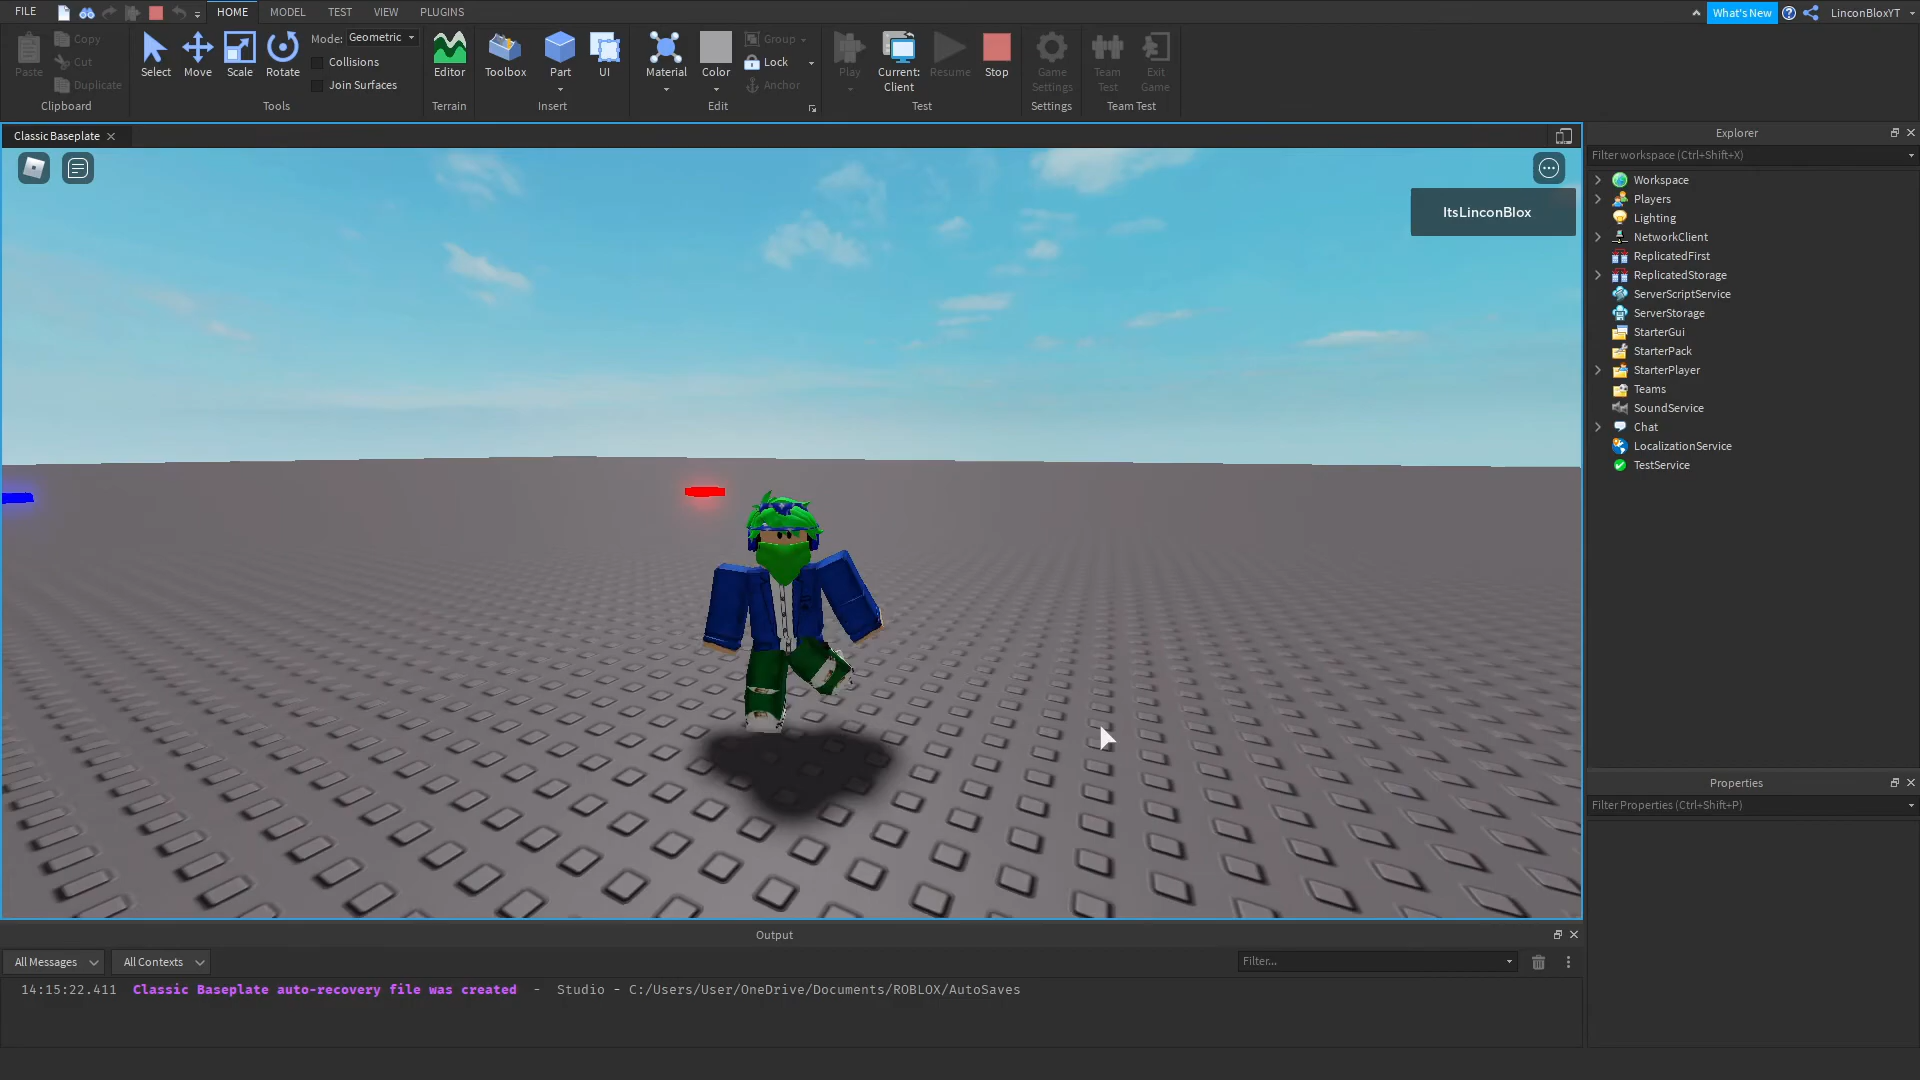 FILE HOME MODEL TEST VIEW PLUGINS What's New LinconBloxYT
Paste Copy Cut Duplicate
Clipboard
Select Move Scale Rotate Mode: Geometric
Collisions
Join Surfaces
Tools
Editor
Terrain
Toolbox Part UI
Insert
Material Color Group Lock Anchor
Edit
Play Current: Client Resume Stop
Test
Game Settings
Settings
Team Test Exit Game
Team Test
Classic Baseplate
ItsLinconBlox
Explorer
Filter workspace (Ctrl+Shift+X)
Workspace
Players
Lighting
NetworkClient
ReplicatedFirst
ReplicatedStorage
ServerScriptService
ServerStorage
StarterGui
StarterPack
StarterPlayer
Teams
SoundService
Chat
LocalizationService
TestService
Properties
Filter Properties (Ctrl+Shift+P)
Output
All Messages All Contexts Filter...
14:15:22.411 Classic Baseplate auto-recovery file was created - Studio - C:/Users/User/OneDrive/Documents/ROBLOX/AutoSaves